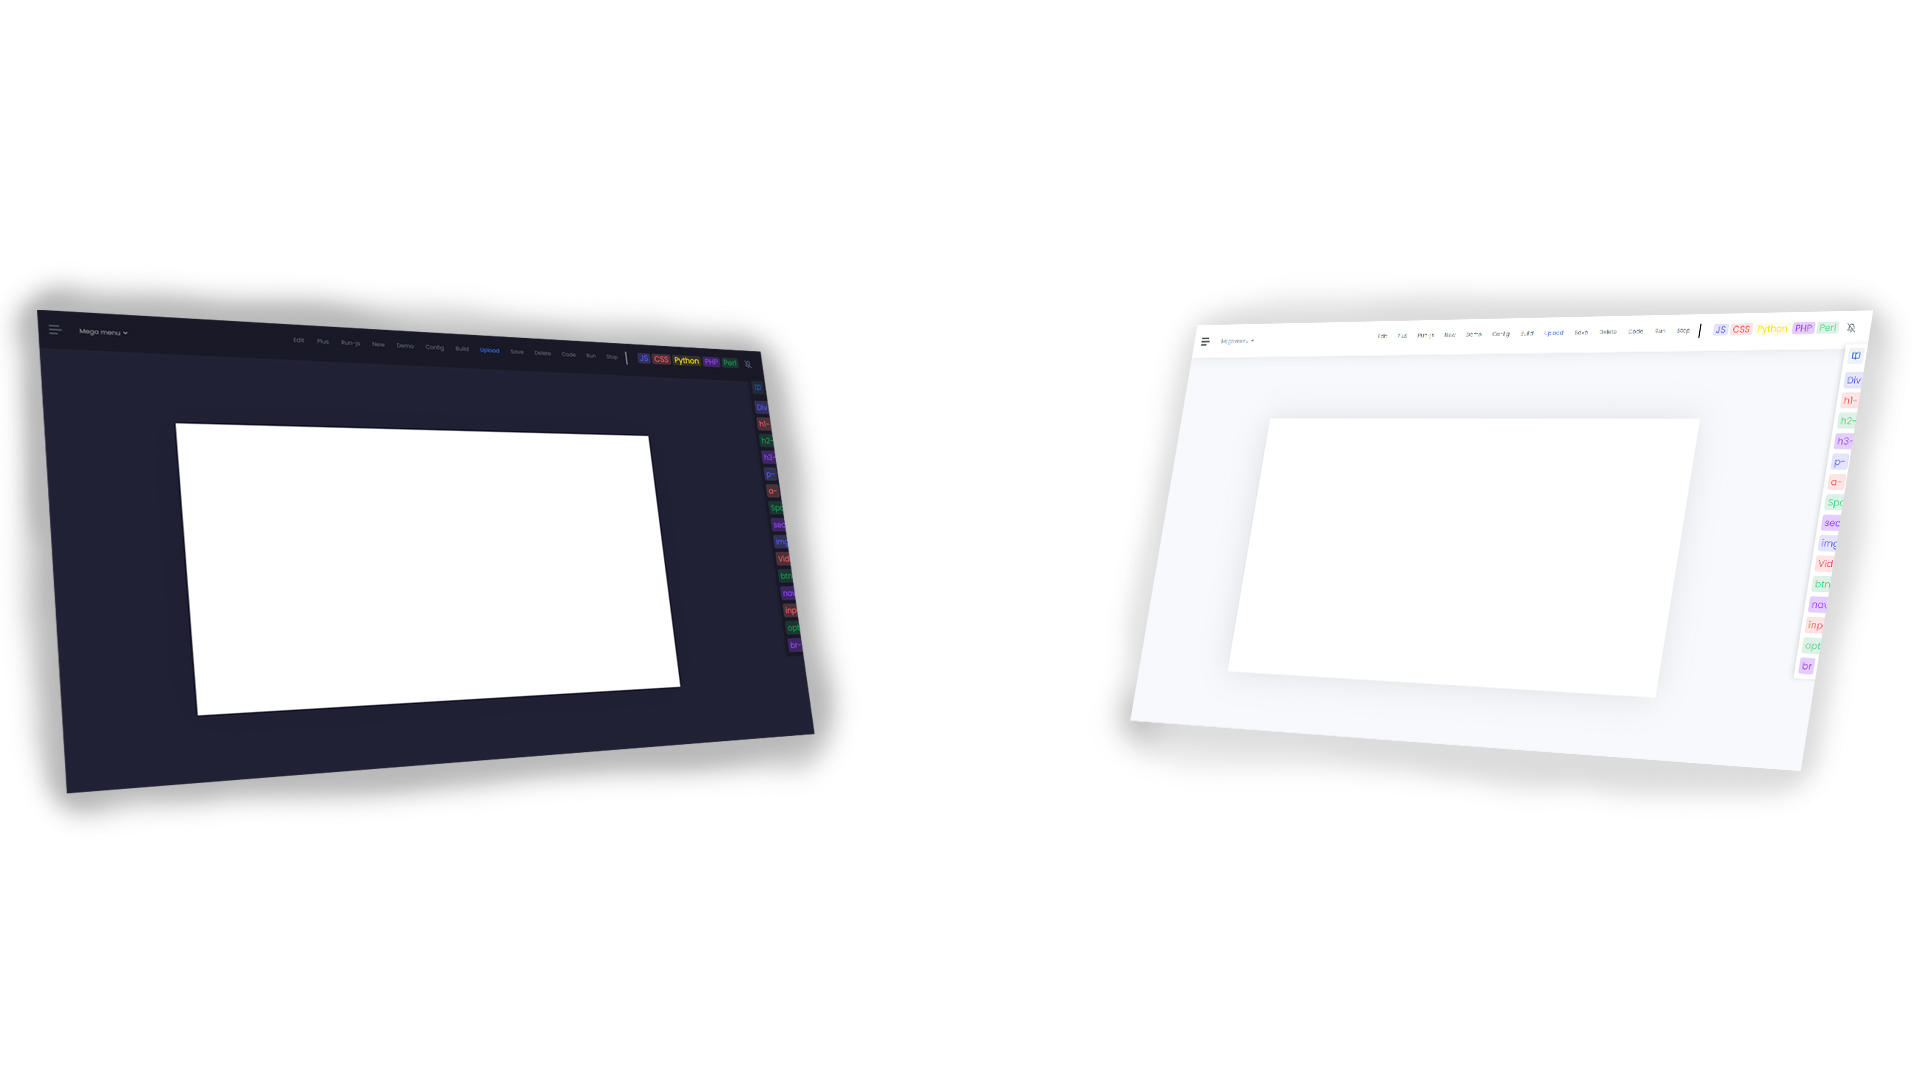 Mega menu
Edit Plus Run-js New Demo Config Build Upload Save Delete Code Run Stop JS CSS Python PHP Perl
Div
h1-
h2-
h3-
p-
a-
Spa
sec
img
Vid
btn
nav
inp
opt
br-
Megamenu
Edit Plus Run-js New Demo Config Build Upload Save Delete Code Run Stop JS CSS Python PHP Perl
Div
h1-
h2-
h3-
p-
a-
Spa
sec
img
Vid
btn
nav
inp
opt
br